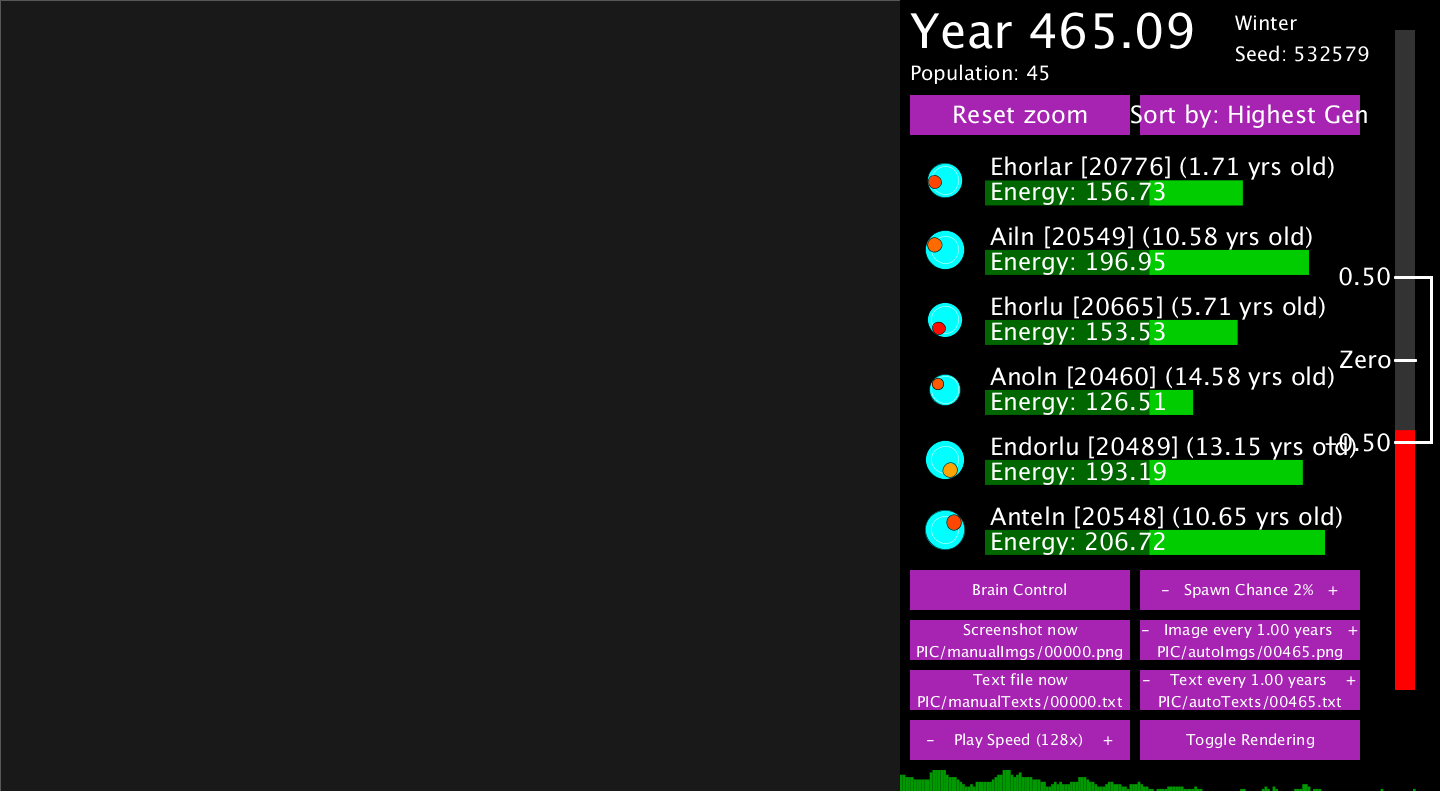 Year 465.09
Winter
Seed: 532579
Population: 45
Reset zoom
Sort by: Highest Gen
Ehorlar [20776] (1.71 yrs old)
Energy: 156.73
Ailn [20549] (10.58 yrs old)
Energy: 196.95
0.50
Ehorlu [20665] (5.71 yrs old)
Energy: 153.53
Zero
Anoln [20460] (14.58 yrs old)
Energy: 126.51
Endorlu [20489] (13.15 yrs old)
-0.50
Energy: 193.19
Anteln [20548] (10.65 yrs old)
Energy: 206.72
Brain Control
- Spawn Chance 2% +
Screenshot now
PIC/manualImgs/00000.png
- Image every 1.00 years +
PIC/autoImgs/00465.png
Text file now
PIC/manualTexts/00000.txt
- Text every 1.00 years +
PIC/autoTexts/00465.txt
- Play Speed (128x) +
Toggle Rendering